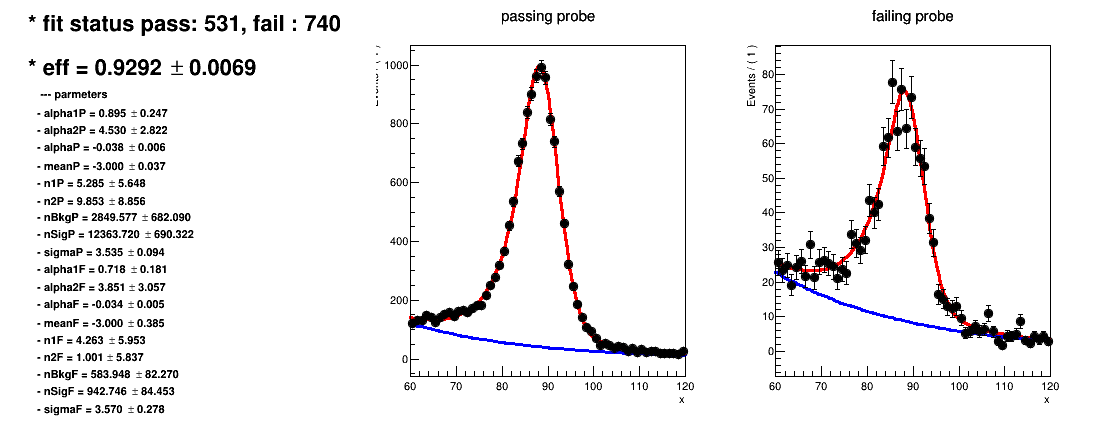 * fit status pass: 531, fail : 740
* eff = 0.9292 ± 0.0069
--- parmeters
- alpha1P = 0.895 ± 0.247
- alpha2P = 4.530 ± 2.822
- alphaP = -0.038 ± 0.006
- meanP = -3.000 ± 0.037
- n1P = 5.285 ± 5.648
- n2P = 9.853 ± 8.856
- nBkgP = 2849.577 ± 682.090
- nSigP = 12363.720 ± 690.322
- sigmaP = 3.535 ± 0.094
- alpha1F = 0.718 ± 0.181
- alpha2F = 3.851 ± 3.057
- alphaF = -0.034 ± 0.005
- meanF = -3.000 ± 0.385
- n1F = 4.263 ± 5.953
- n2F = 1.001 ± 5.837
- nBkgF = 583.948 ± 82.270
- nSigF = 942.746 ± 84.453
- sigmaF = 3.570 ± 0.278
passing probe
1000
800
600
400
200
0
60 70 80 90 100 110 120
x
failing probe
Events / ( 1 )
80
70
60
50
40
30
20
10
0
60 70 80 90 100 110 120
x